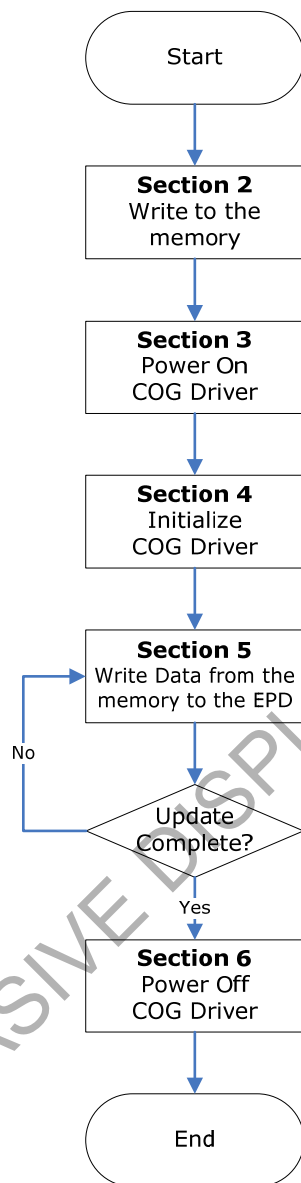 Start
Section 2
Write to the
memory
Section 3
Power On
COG Driver
Section 4
Initialize
COG Driver
Section 5
Write Data from the
memory to the EPD
No
Update
Complete?
Yes
Section 6
Power Off
COG Driver
End